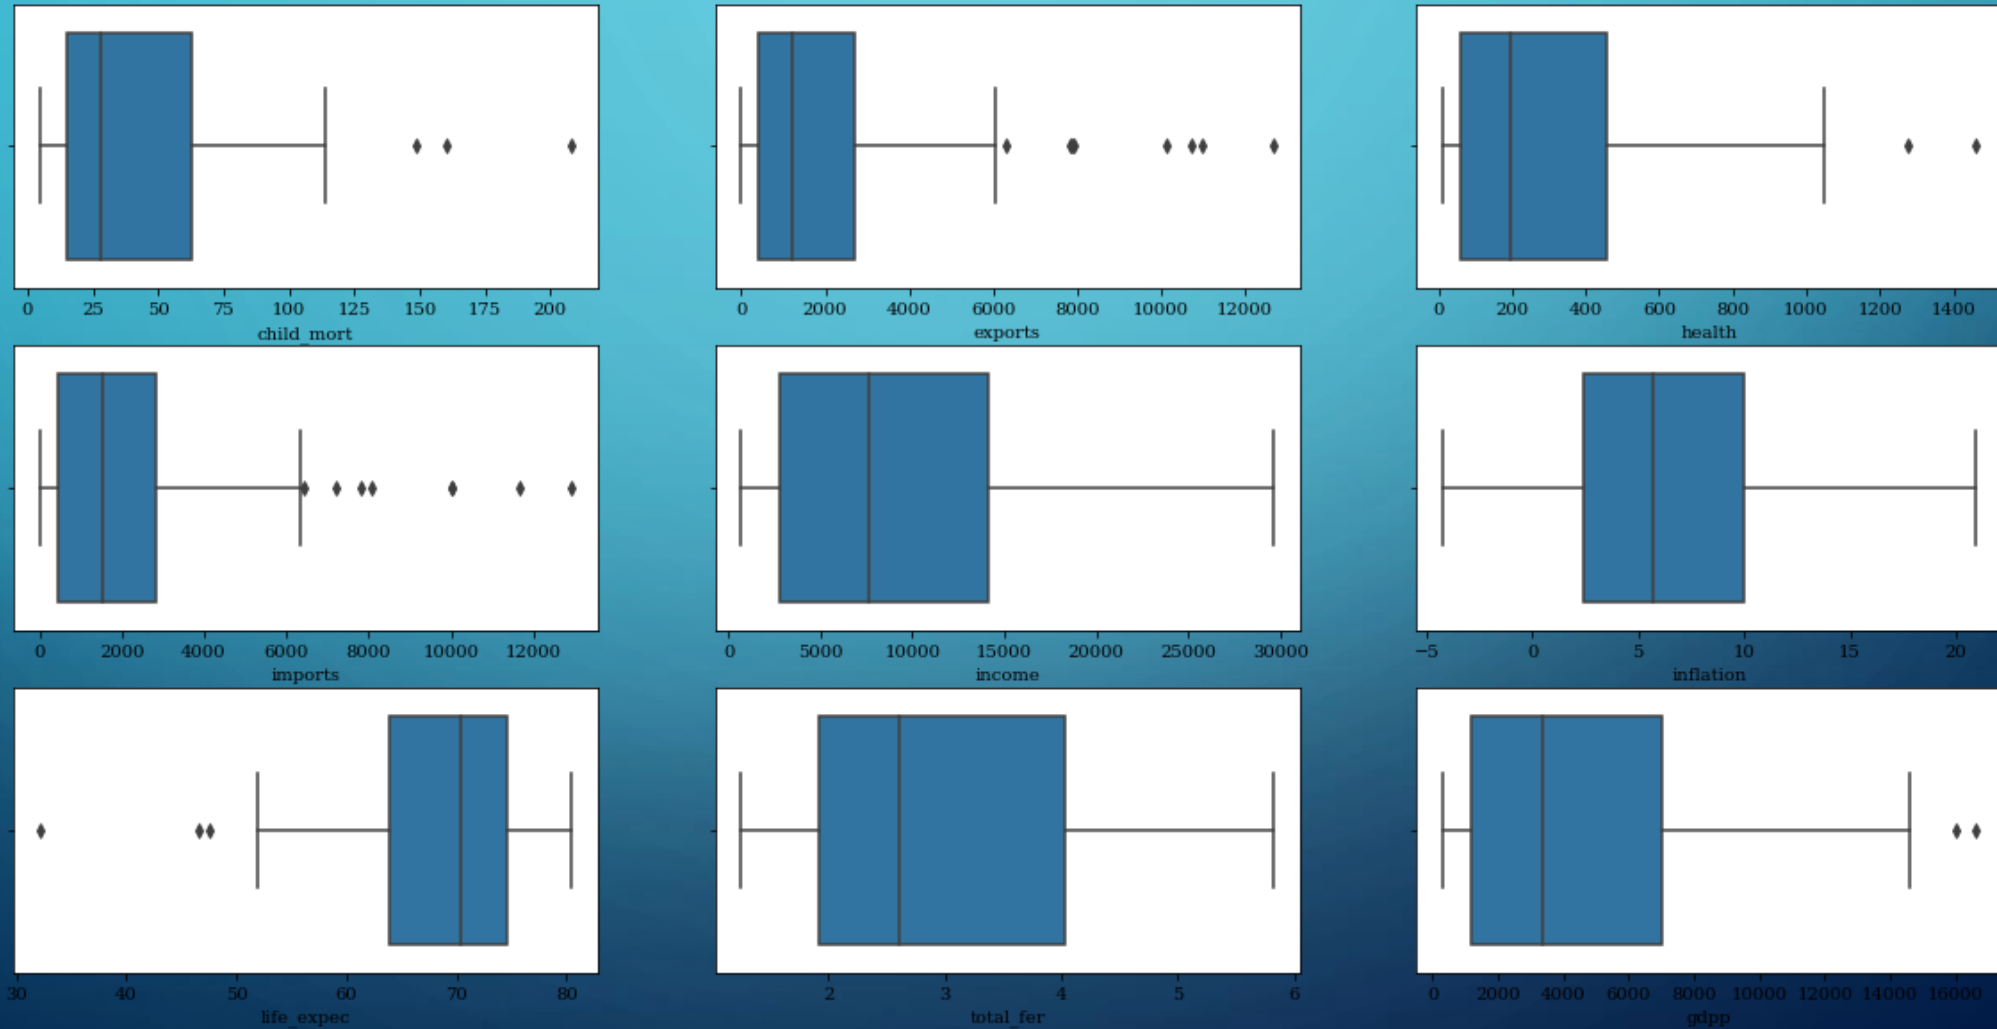 0 25 50 75 100 125 150 175 200
child_mort
0 2000 4000 6000 8000 10000 12000
exports
0 200 400 600 800 1000 1200 1400
health
0 2000 4000 6000 8000 10000 12000
imports
0 5000 10000 15000 20000 25000 30000
income
−5 0 5 10 15 20
inflation
30 40 50 60 70 80
life_expec
2 3 4 5 6
total_fer
0 2000 4000 6000 8000 10000 12000 14000 16000
gdpp